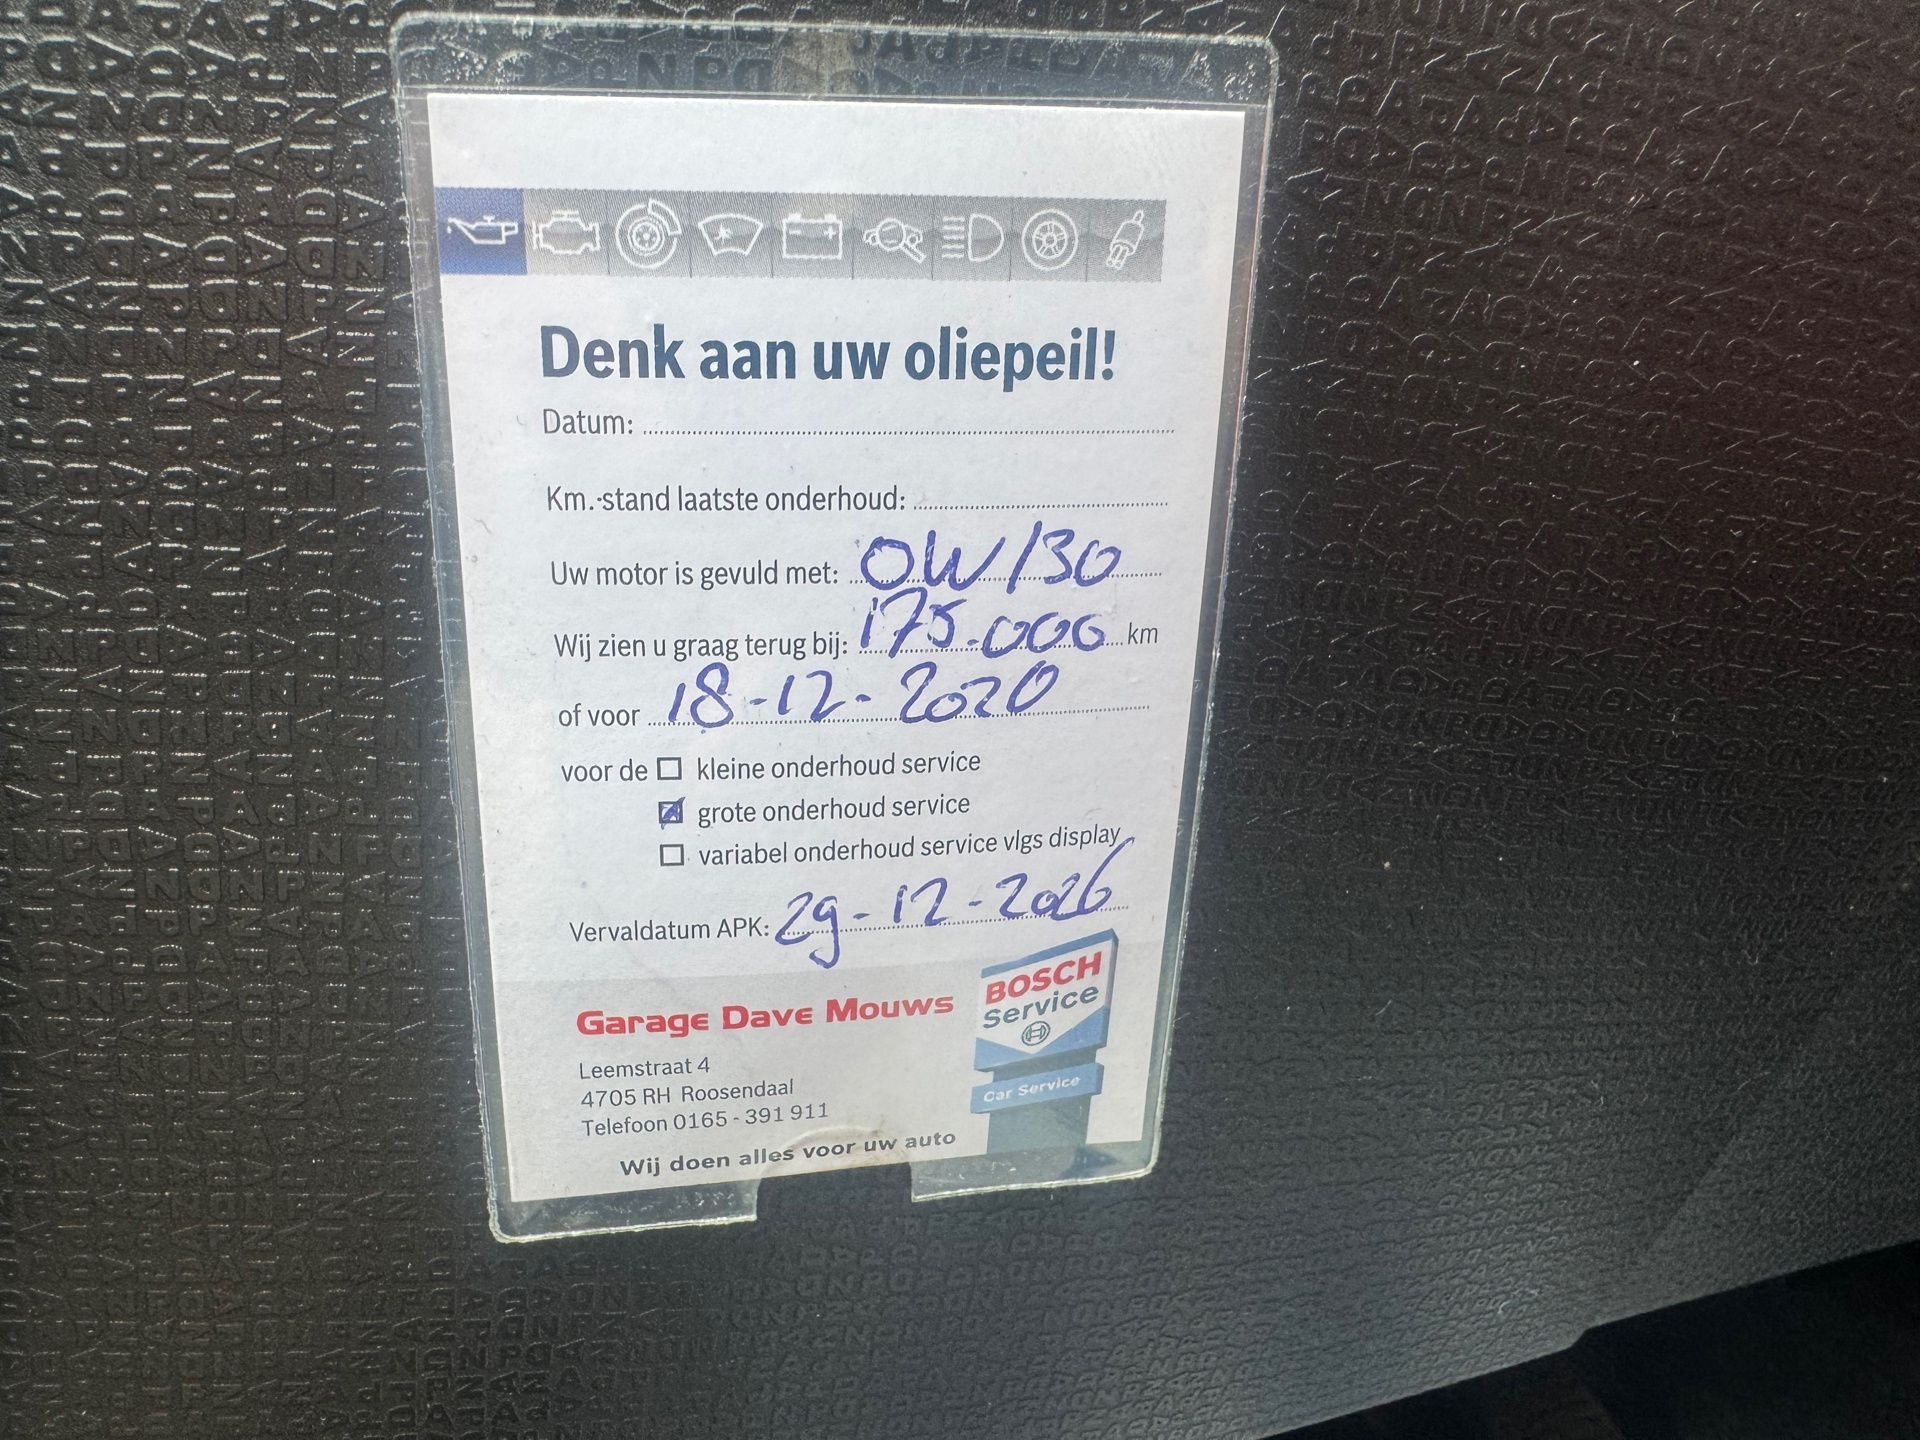 Denk aan uw oliepeil!
Datum:
Km.-stand laatste onderhoud:
Uw motor is gevuld met: 0W/30
Wij zien u graag terug bij: 175.000 km
of voor 18-12-2020
voor de kleine onderhoud service
grote onderhoud service
variabel onderhoud service vlgs display
Vervaldatum APK: 29-12-2026
Garage Dave Mouws
BOSCH
Service
Car Service
Leemstraat 4
4705 RH Roosendaal
Telefoon 0165 - 391 911
Wij doen alles voor uw auto